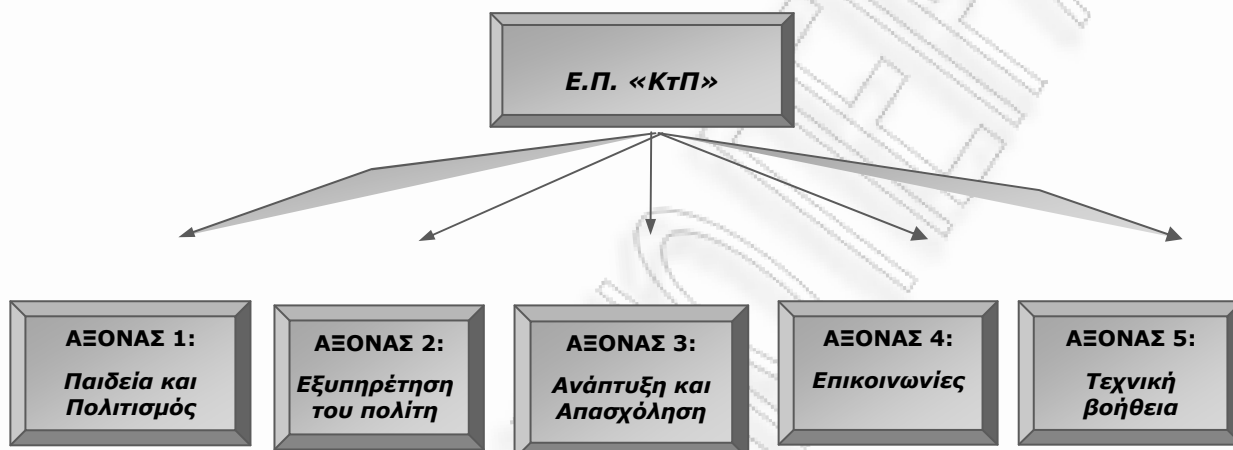 Ε.Π. «ΚτΠ»
ΑΞΟΝΑΣ 1:
Παιδεία και
Πολιτισμός
ΑΞΟΝΑΣ 2:
Εξυπηρέτηση
του πολίτη
ΑΞΟΝΑΣ 3:
Ανάπτυξη και
Απασχόληση
ΑΞΟΝΑΣ 4:
Επικοινωνίες
ΑΞΟΝΑΣ 5:
Τεχνική
βοήθεια